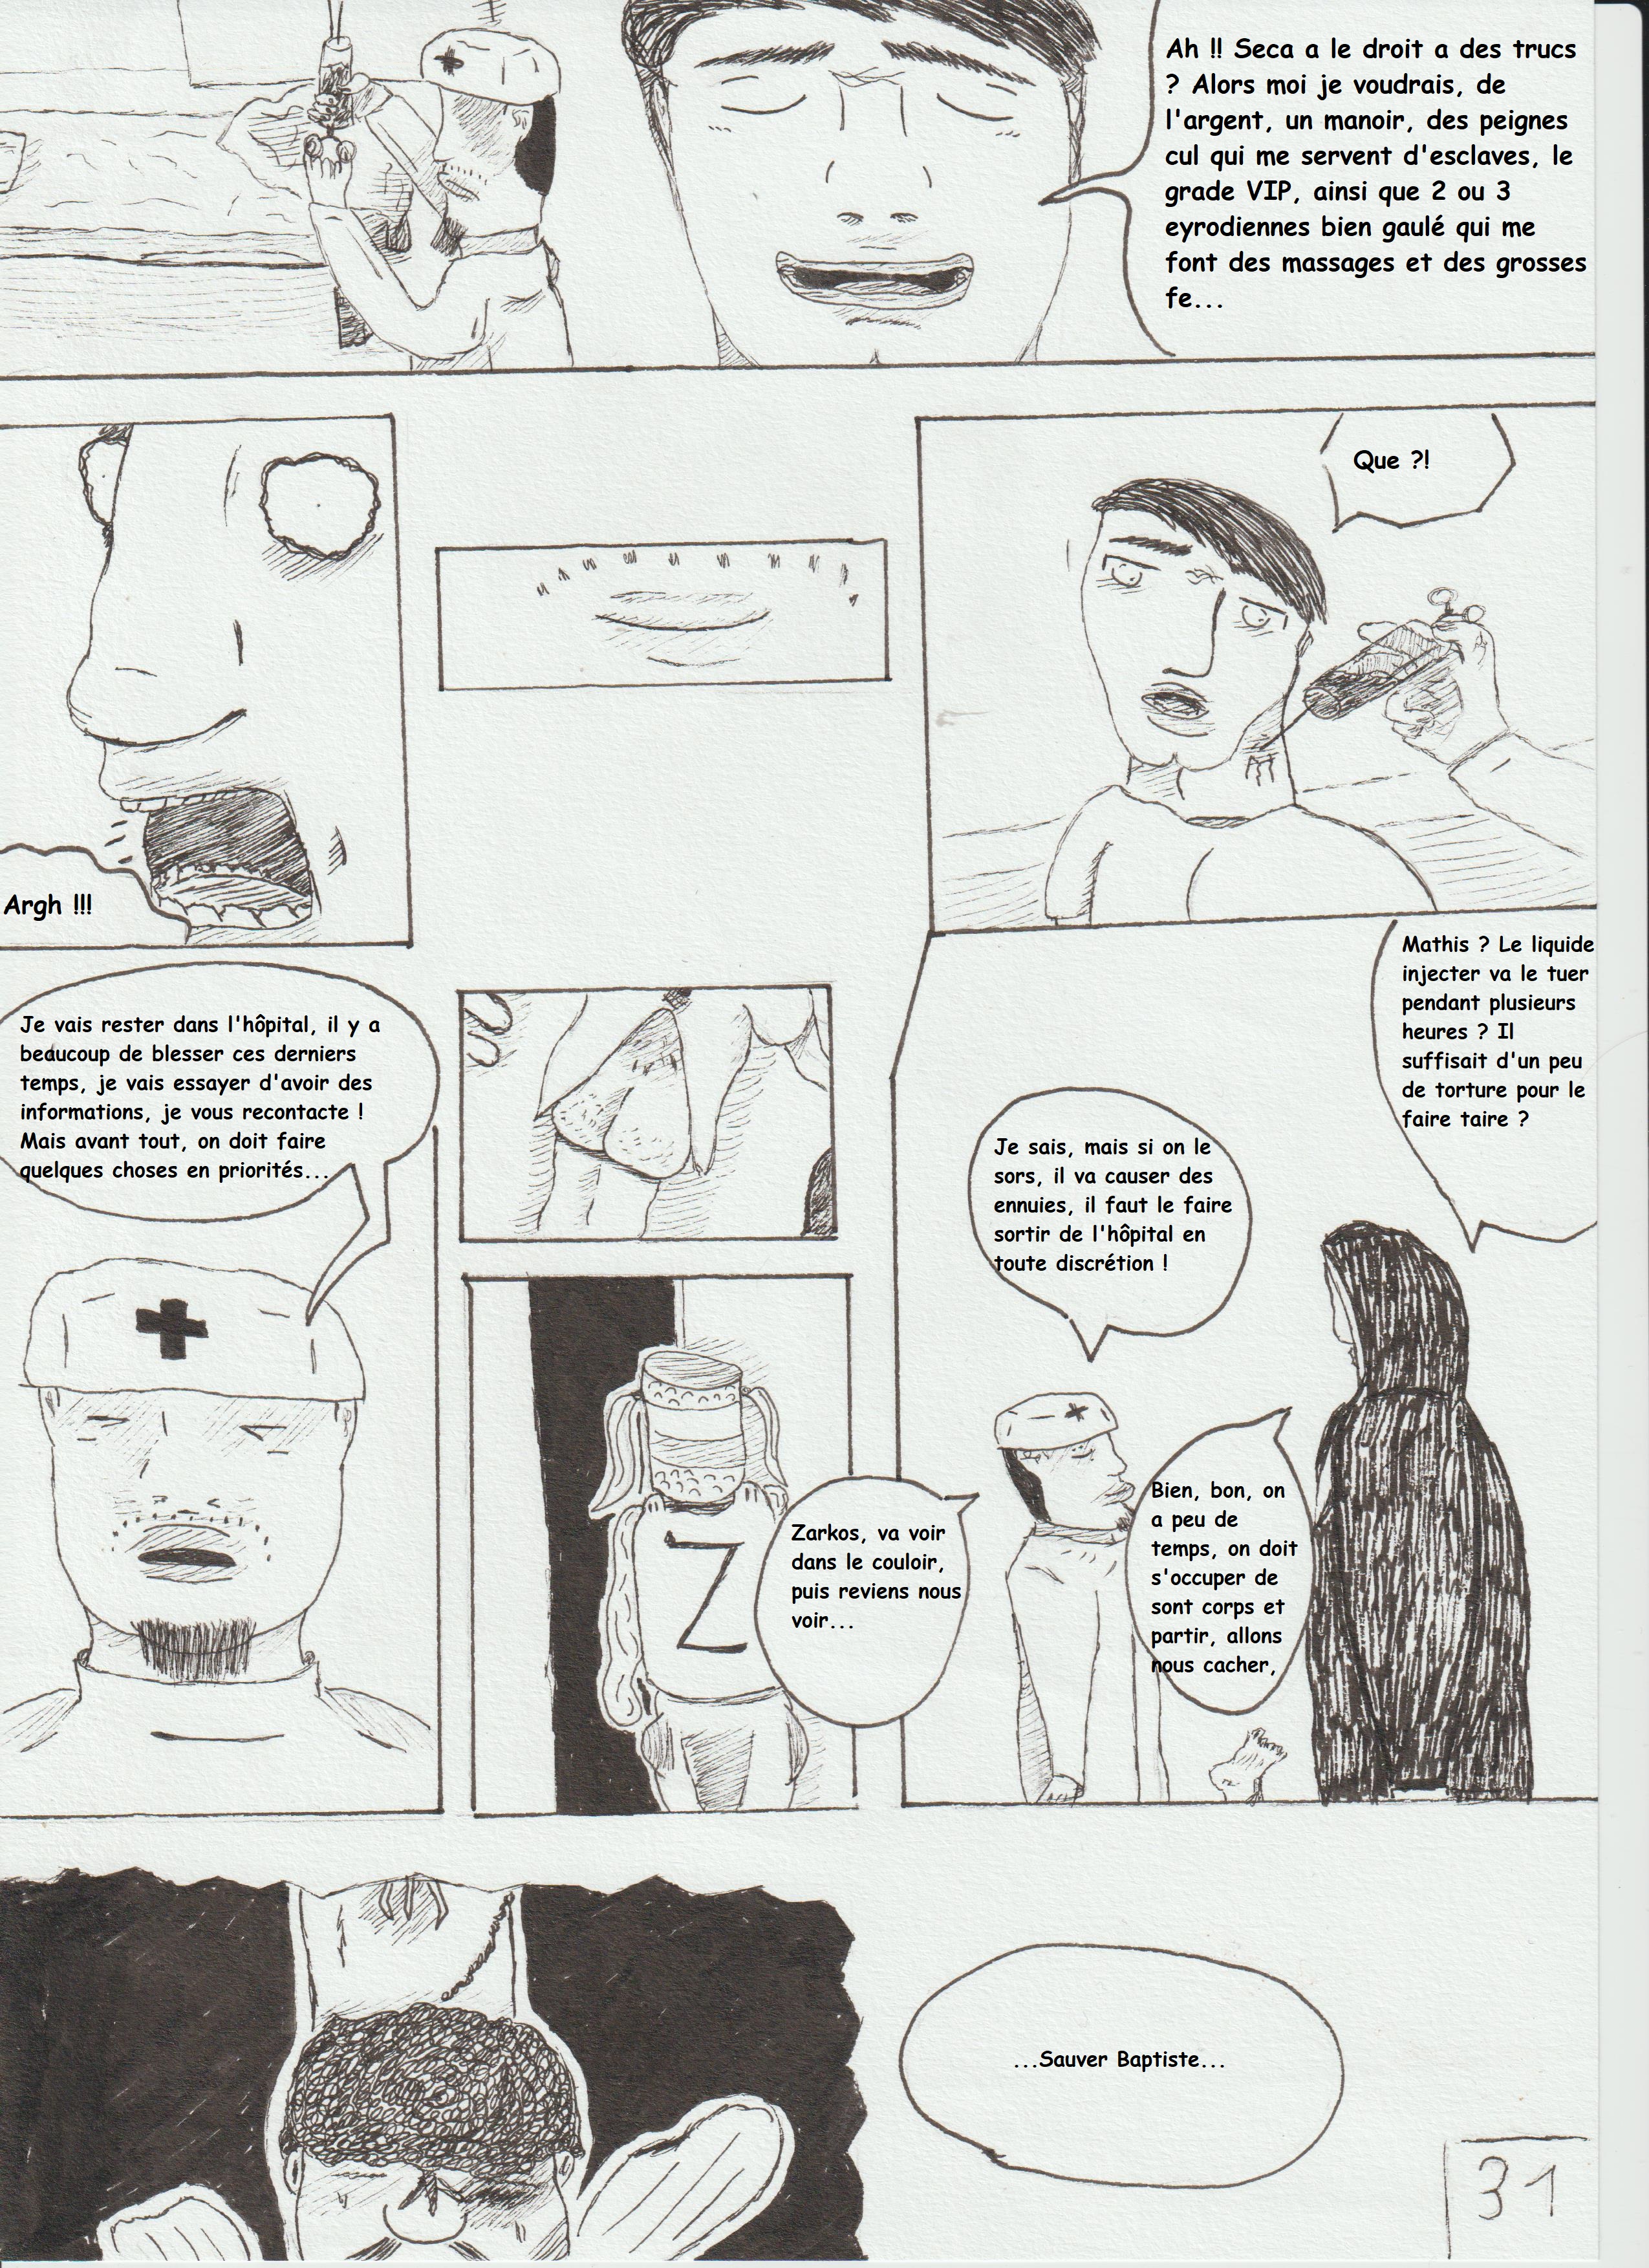 Ah !! Seca a le droit a des trucs
? Alors moi je voudrais, de
l'argent, un manoir, des peignes
cul qui me servent d'esclaves, le
grade VIP, ainsi que 2 ou 3
eyrodiennes bien gaulé qui me
font des massages et des grosses
fe...
Que ?!
Argh !!!
Mathis ? Le liquide
injecter va le tuer
pendant plusieurs
heures ? Il
suffisait d'un peu
de torture pour le
faire taire ?
Je sais, mais si on le
sors, il va causer des
ennuies, il faut le faire
sortir de l'hôpital en
toute discrétion !
Bien, bon, on
a peu de
temps, on doit
s'occuper de
sont corps et
partir, allons
nous cacher,
Zarkos, va voir
dans le couloir,
puis reviens nous
voir...
Z
Je vais rester dans l'hôpital, il y a
beaucoup de blesser ces derniers
temps, je vais essayer d'avoir des
informations, je vous recontacte !
Mais avant tout, on doit faire
quelques choses en priorités...
...Sauver Baptiste...
31